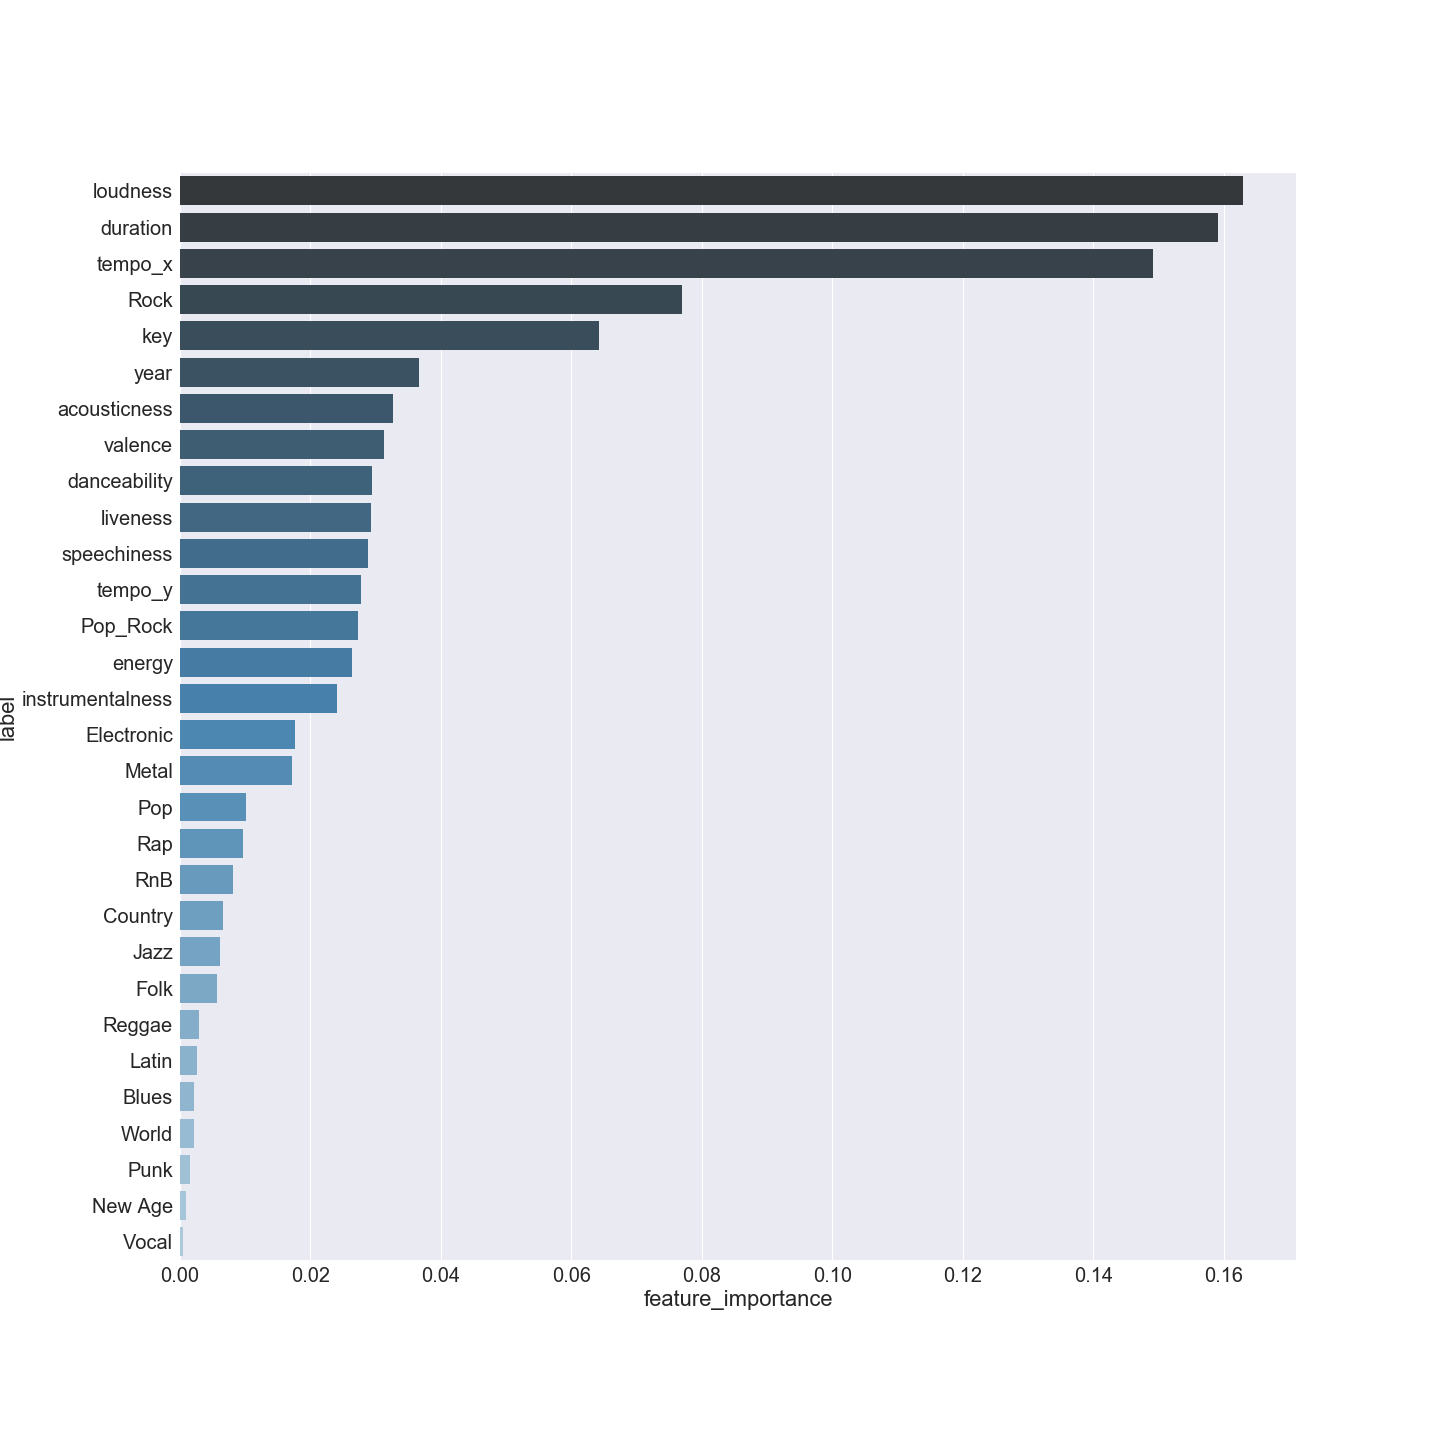 loudness
duration
tempo_x
Rock
key
year
acousticness
valence
danceability
liveness
speechiness
tempo_y
Pop_Rock
energy
instrumentalness
Electronic
Metal
Pop
Rap
RnB
Country
Jazz
Folk
Reggae
Latin
Blues
World
Punk
New Age
Vocal
label
0.00 0.02 0.04 0.06 0.08 0.10 0.12 0.14 0.16
feature_importance